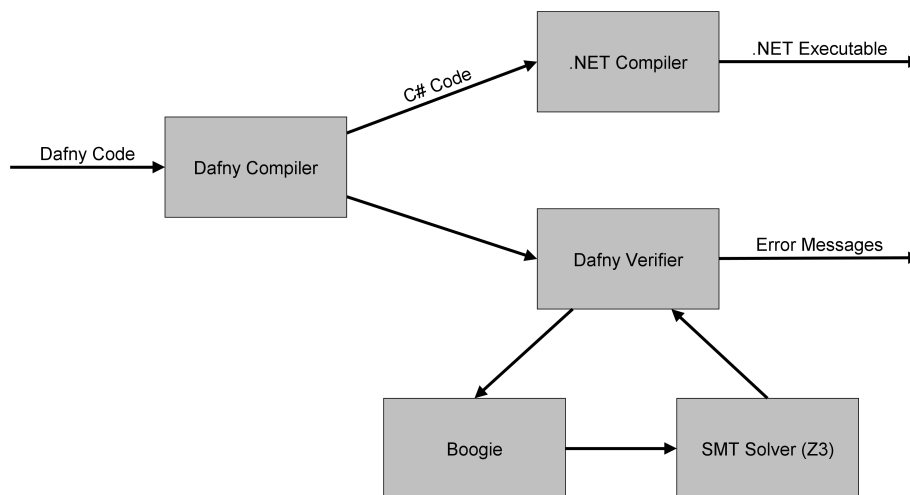 .NET Compiler
.NET Executable
C# Code
Dafny Code
Dafny Compiler
Dafny Verifier
Error Messages
Boogie
SMT Solver (Z3)